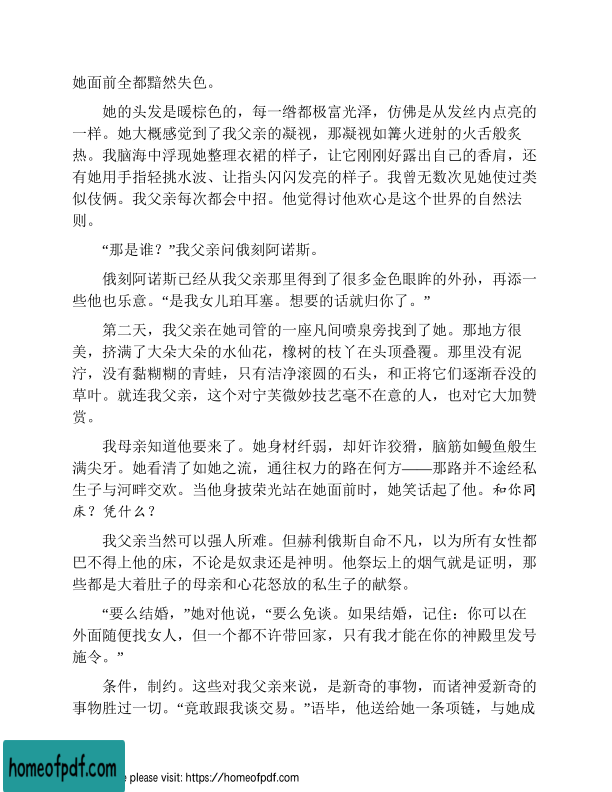 她面前全都黯然失色。
她的头发是暖棕色的，每一绺都极富光泽，仿佛是从发丝内点亮的
一样。她大概感觉到了我父亲的凝视，那凝视如篝火迸射的火舌般炙
热。我脑海中浮现她整理衣裙的样子，让它刚刚好露出自己的香肩，还
有她用手指轻挑水波、让指头闪闪发亮的样子。我曾无数次见她使过类
似伎俩。我父亲每次都会中招。他觉得讨他欢心是这个世界的自然法
则。
“那是谁？”我父亲问俄刻阿诺斯。
俄刻阿诺斯已经从我父亲那里得到了很多金色眼眸的外孙，再添一
些他也乐意。“是我女儿珀耳塞。想要的话就归你了。”
第二天，我父亲在她司管的一座凡间喷泉旁找到了她。那地方很
美，挤满了大朵大朵的水仙花，橡树的枝丫在头顶叠覆。那里没有泥
泞，没有黏糊糊的青蛙，只有洁净滚圆的石头，和正将它们逐渐吞没的
草叶。就连我父亲，这个对宁芙微妙技艺毫不在意的人，也对它大加赞
赏。
我母亲知道他要来了。她身材纤弱，却奸诈狡猾，脑筋如鳗鱼般生
满尖牙。她看清了如她之流，通往权力的路在何方——那路并不途经私
生子与河畔交欢。当他身披荣光站在她面前时，她笑话起了他。和你同
床？凭什么？
我父亲当然可以强人所难。但赫利俄斯自命不凡，以为所有女性都
巴不得上他的床，不论是奴隶还是神明。他祭坛上的烟气就是证明，那
些都是大着肚子的母亲和心花怒放的私生子的献祭。
“要么结婚，”她对他说，“要么免谈。如果结婚，记住：你可以在
外面随便找女人，但一个都不许带回家，只有我才能在你的神殿里发号
施令。”
条件，制约。这些对我父亲来说，是新奇的事物，而诸神爱新奇的
事物胜过一切。“竟敢跟我谈交易。”语毕，他送给她一条项链，与她成
homeofpdf.com
e please visit: https://homeofpdf.com